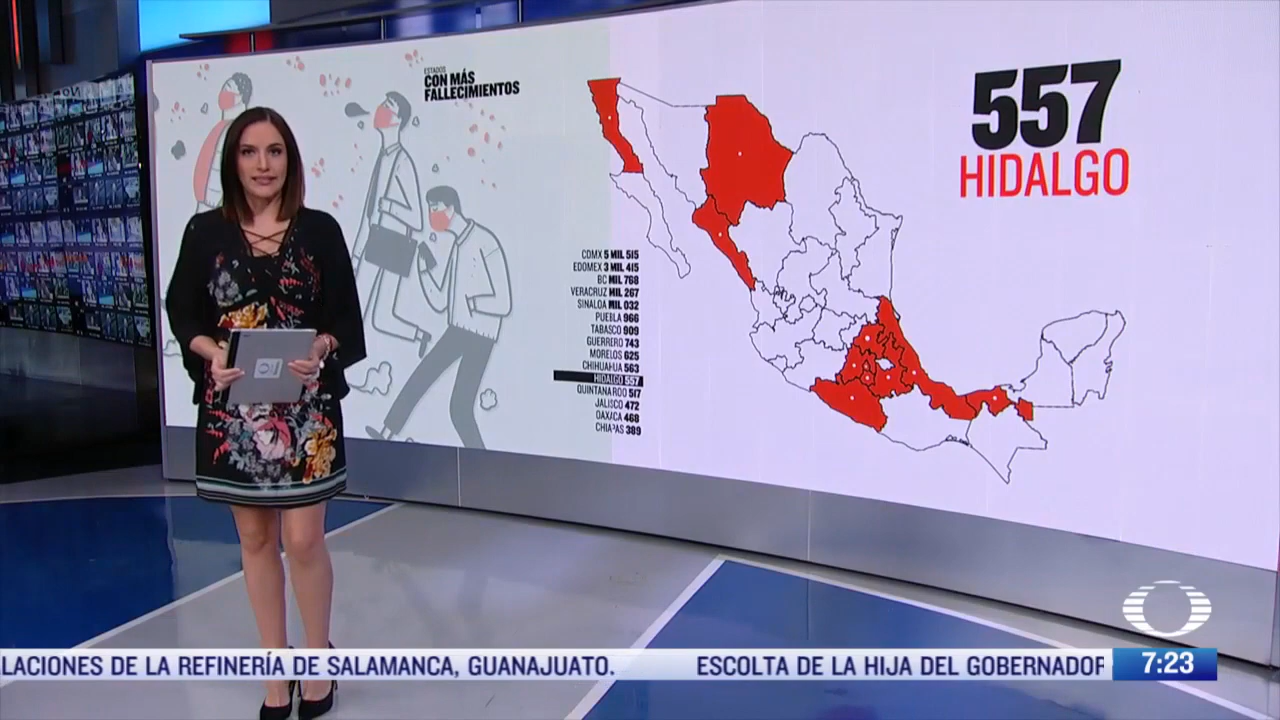 ESTADOS
CON MÁS
FALLECIMIENTOS
557
HIDALGO
CDMX 5 MIL 515
EDOMEX 3 MIL 415
BC MIL 768
VERACRUZ MIL 267
SINALOA MIL 032
PUEBLA 966
TABASCO 909
GUERRERO 743
MORELOS 625
CHIHUAHUA 563
HIDALGO 557
QUINTANA ROO 517
JALISCO 472
OAXACA 468
CHIAPAS 389
LACIONES DE LA REFINERÍA DE SALAMANCA, GUANAJUATO. ESCOLTA DE LA HIJA DEL GOBERNADOR
7:23